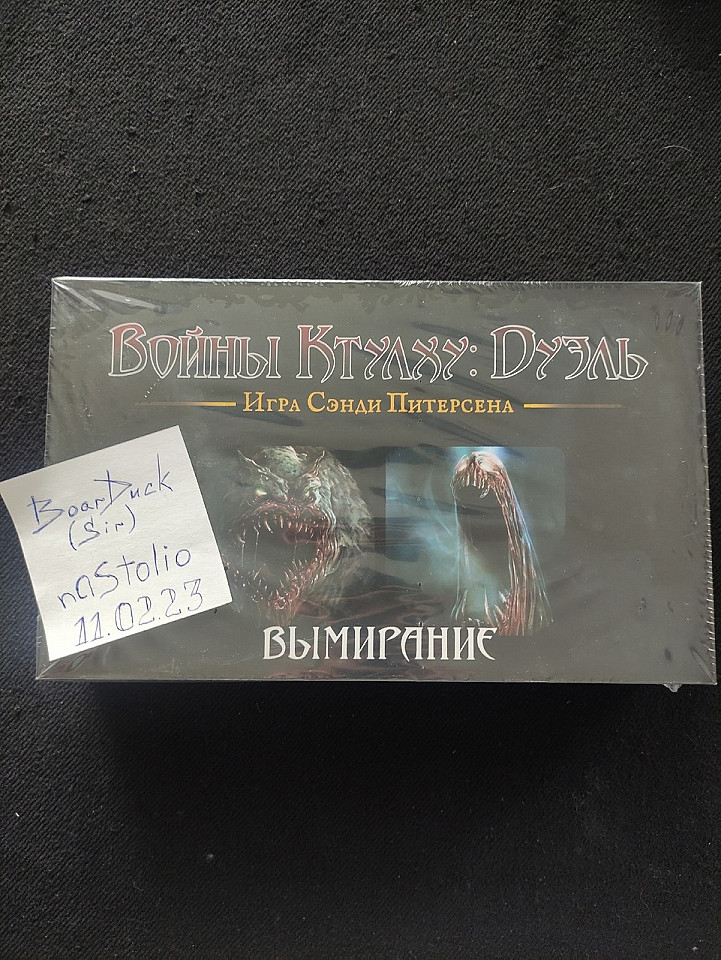 Войны Ктулху: Дуэль
Игра Сэнди Питерсена
BoarDuck
(Sir)
nastolio
11.02.23
ВЫМИРАНИЕ